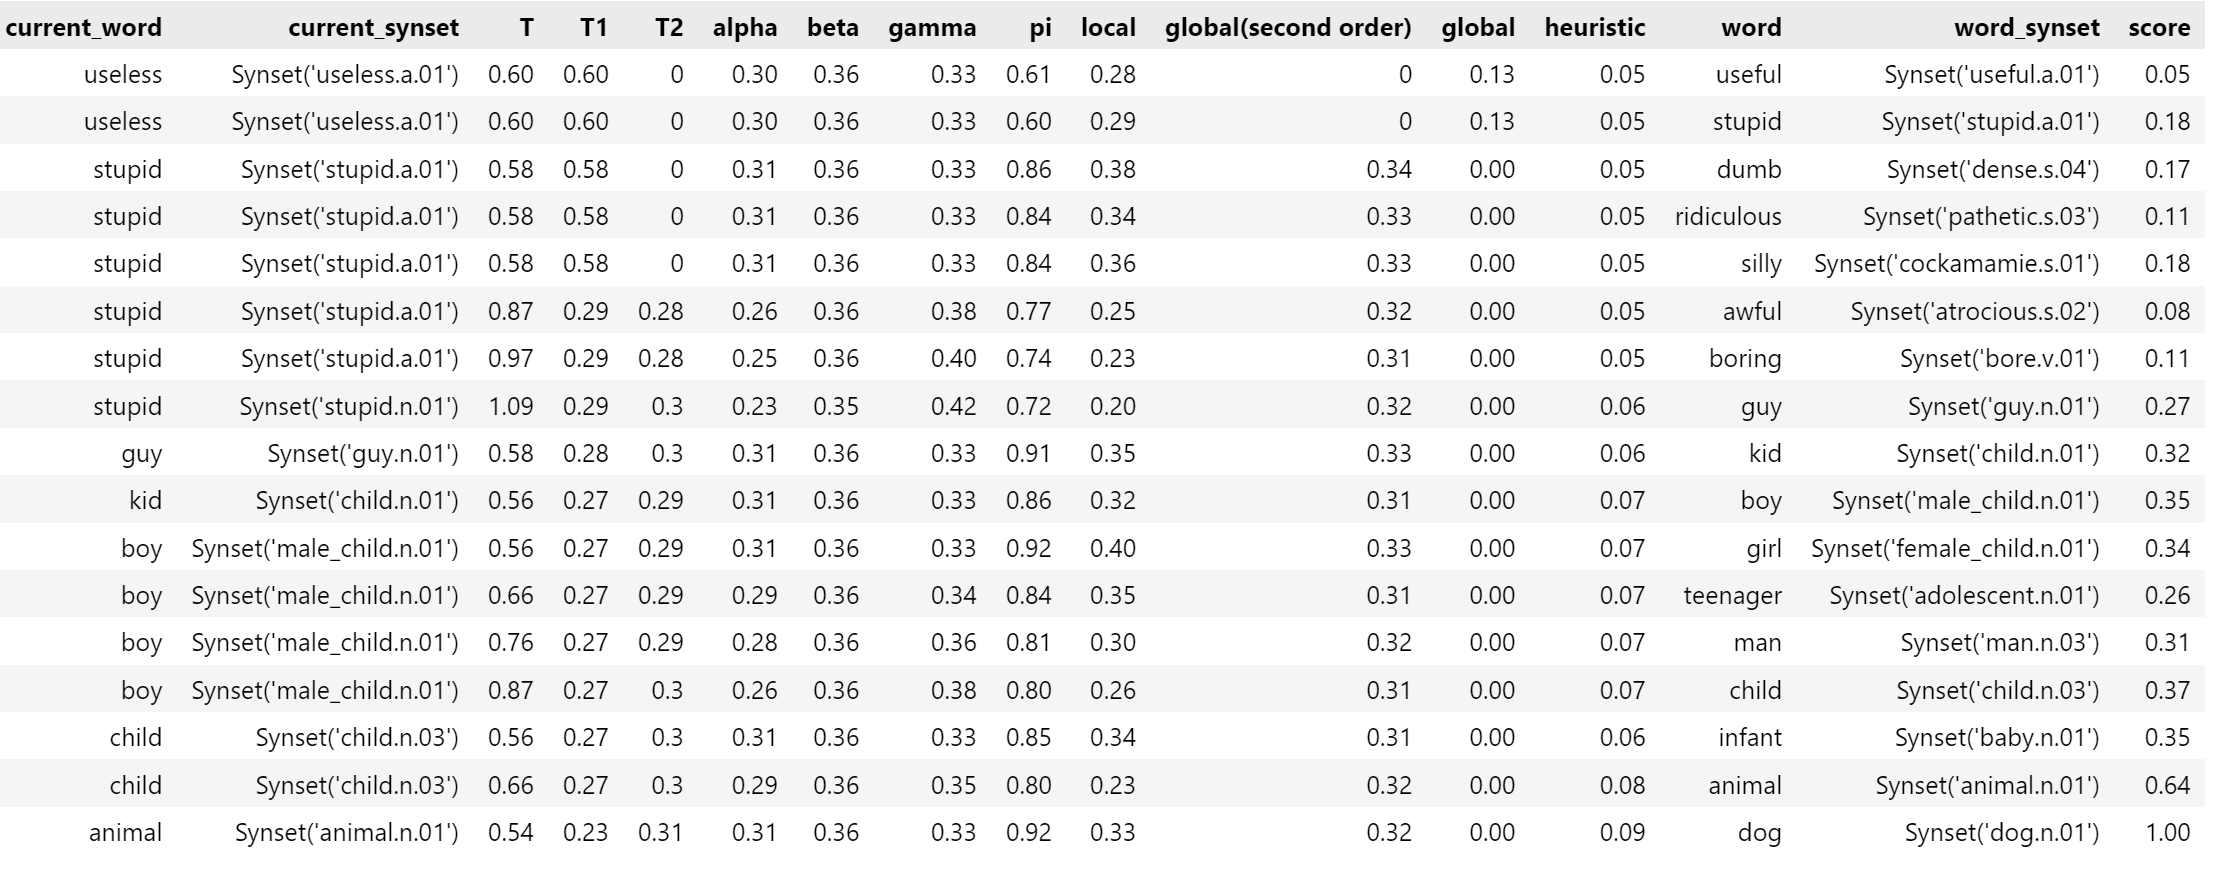 current_word current_synset T T1 T2 alpha beta gamma pi local global(second order) global heuristic word word_synset score
useless Synset('useless.a.01') 0.60 0.60 0 0.30 0.36 0.33 0.61 0.28 0 0.13 0.05 useful Synset('useful.a.01') 0.05
useless Synset('useless.a.01') 0.60 0.60 0 0.30 0.36 0.33 0.60 0.29 0 0.13 0.05 stupid Synset('stupid.a.01') 0.18
stupid Synset('stupid.a.01') 0.58 0.58 0 0.31 0.36 0.33 0.86 0.38 0.34 0.00 0.05 dumb Synset('dense.s.04') 0.17
stupid Synset('stupid.a.01') 0.58 0.58 0 0.31 0.36 0.33 0.84 0.34 0.33 0.00 0.05 ridiculous Synset('pathetic.s.03') 0.11
stupid Synset('stupid.a.01') 0.58 0.58 0 0.31 0.36 0.33 0.84 0.36 0.33 0.00 0.05 silly Synset('cockamamie.s.01') 0.18
stupid Synset('stupid.a.01') 0.87 0.29 0.28 0.26 0.36 0.38 0.77 0.25 0.32 0.00 0.05 awful Synset('atrocious.s.02') 0.08
stupid Synset('stupid.a.01') 0.97 0.29 0.28 0.25 0.36 0.40 0.74 0.23 0.31 0.00 0.05 boring Synset('bore.v.01') 0.11
stupid Synset('stupid.n.01') 1.09 0.29 0.3 0.23 0.35 0.42 0.72 0.20 0.32 0.00 0.06 guy Synset('guy.n.01') 0.27
guy Synset('guy.n.01') 0.58 0.28 0.3 0.31 0.36 0.33 0.91 0.35 0.33 0.00 0.06 kid Synset('child.n.01') 0.32
kid Synset('child.n.01') 0.56 0.27 0.29 0.31 0.36 0.33 0.86 0.32 0.31 0.00 0.07 boy Synset('male_child.n.01') 0.35
boy Synset('male_child.n.01') 0.56 0.27 0.29 0.31 0.36 0.33 0.92 0.40 0.33 0.00 0.07 girl Synset('female_child.n.01') 0.34
boy Synset('male_child.n.01') 0.66 0.27 0.29 0.29 0.36 0.34 0.84 0.35 0.31 0.00 0.07 teenager Synset('adolescent.n.01') 0.26
boy Synset('male_child.n.01') 0.76 0.27 0.29 0.28 0.36 0.36 0.81 0.30 0.32 0.00 0.07 man Synset('man.n.03') 0.31
boy Synset('male_child.n.01') 0.87 0.27 0.3 0.26 0.36 0.38 0.80 0.26 0.31 0.00 0.07 child Synset('child.n.03') 0.37
child Synset('child.n.03') 0.56 0.27 0.3 0.31 0.36 0.33 0.85 0.34 0.31 0.00 0.06 infant Synset('baby.n.01') 0.35
child Synset('child.n.03') 0.66 0.27 0.3 0.29 0.36 0.35 0.80 0.23 0.32 0.00 0.08 animal Synset('animal.n.01') 0.64
animal Synset('animal.n.01') 0.54 0.23 0.31 0.31 0.36 0.33 0.92 0.33 0.32 0.00 0.09 dog Synset('dog.n.01') 1.00